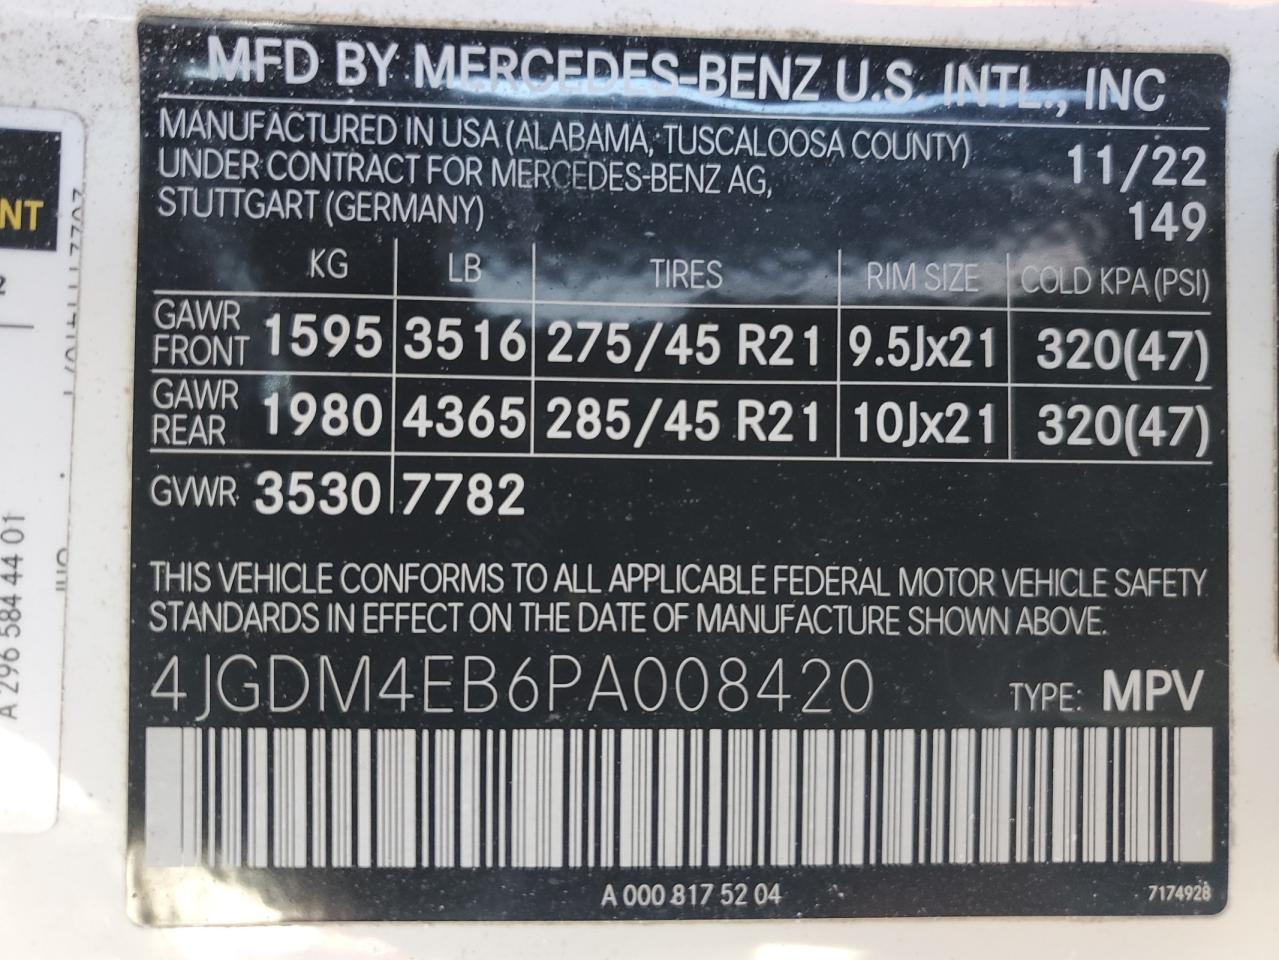 MFD BY MERCEDES-BENZ U.S. INTL., INC
MANUFACTURED IN USA (ALABAMA, TUSCALOOSA COUNTY)
UNDER CONTRACT FOR MERCEDES-BENZ AG,
STUTTGART (GERMANY)
11/22
149
KG LB TIRES RIM SIZE COLD KPA (PSI)
GAWR FRONT 1595 3516 275/45 R21 9.5Jx21 320(47)
GAWR REAR 1980 4365 285/45 R21 10Jx21 320(47)
GVWR 3530 7782
THIS VEHICLE CONFORMS TO ALL APPLICABLE FEDERAL MOTOR VEHICLE SAFETY
STANDARDS IN EFFECT ON THE DATE OF MANUFACTURE SHOWN ABOVE.
4JGDM4EB6PA008420 TYPE: MPV
A 000 817 52 04 7174928
NT
A 296 584 44 01